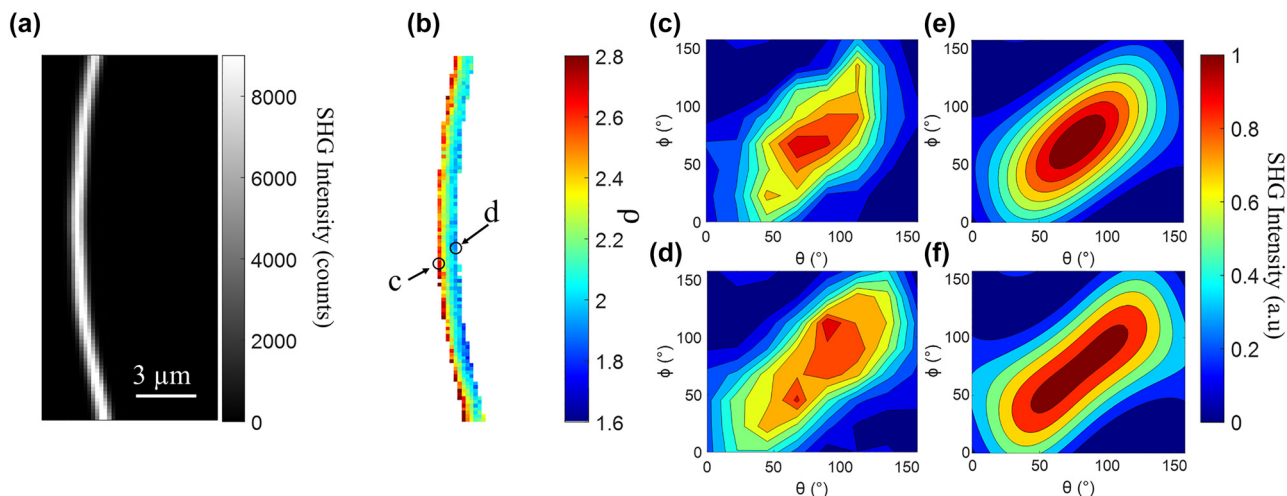 (a)
8000
6000
4000
2000
0
SHG Intensity (counts)
3 μm
(b)
d
c
2.8
2.6
2.4
2.2
2
1.8
1.6
ρ
(c)
150
100
50
0
ϕ (°)
0 50 100 150
θ (°)
(e)
150
100
50
0
ϕ (°)
0 50 100 150
θ (°)
(d)
150
100
50
0
ϕ (°)
0 50 100 150
θ (°)
(f)
150
100
50
0
ϕ (°)
0 50 100 150
θ (°)
1
0.8
0.6
0.4
0.2
0
SHG Intensity (a.u)